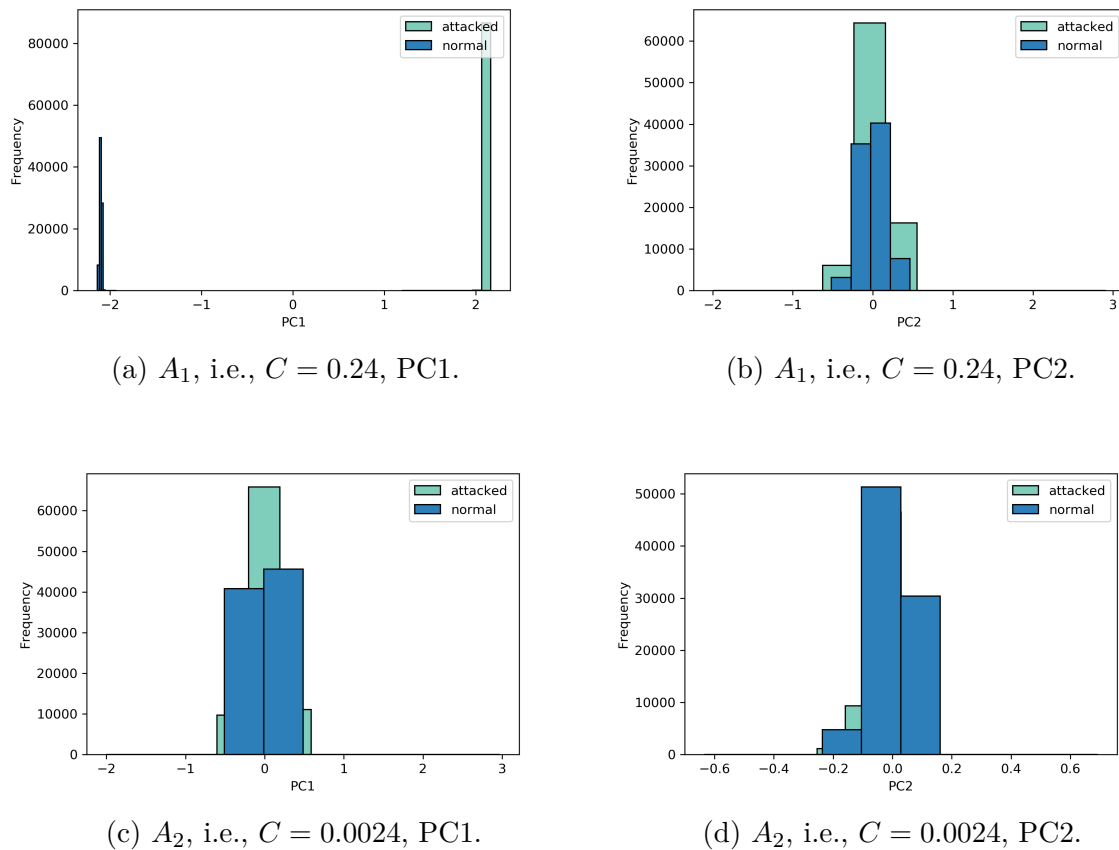 attacked
normal
80000
60000
40000
20000
0
Frequency
−2
−1
0
1
2
PC1
(a) A₁, i.e., C = 0.24, PC1.
attacked
normal
60000
50000
40000
30000
20000
10000
0
Frequency
−2
−1
0
1
2
3
PC2
(b) A₁, i.e., C = 0.24, PC2.
attacked
normal
60000
50000
40000
30000
20000
10000
0
Frequency
−2
−1
0
1
2
3
PC1
(c) A₂, i.e., C = 0.0024, PC1.
attacked
normal
50000
40000
30000
20000
10000
0
Frequency
−0.6
−0.4
−0.2
0.0
0.2
0.4
0.6
PC2
(d) A₂, i.e., C = 0.0024, PC2.